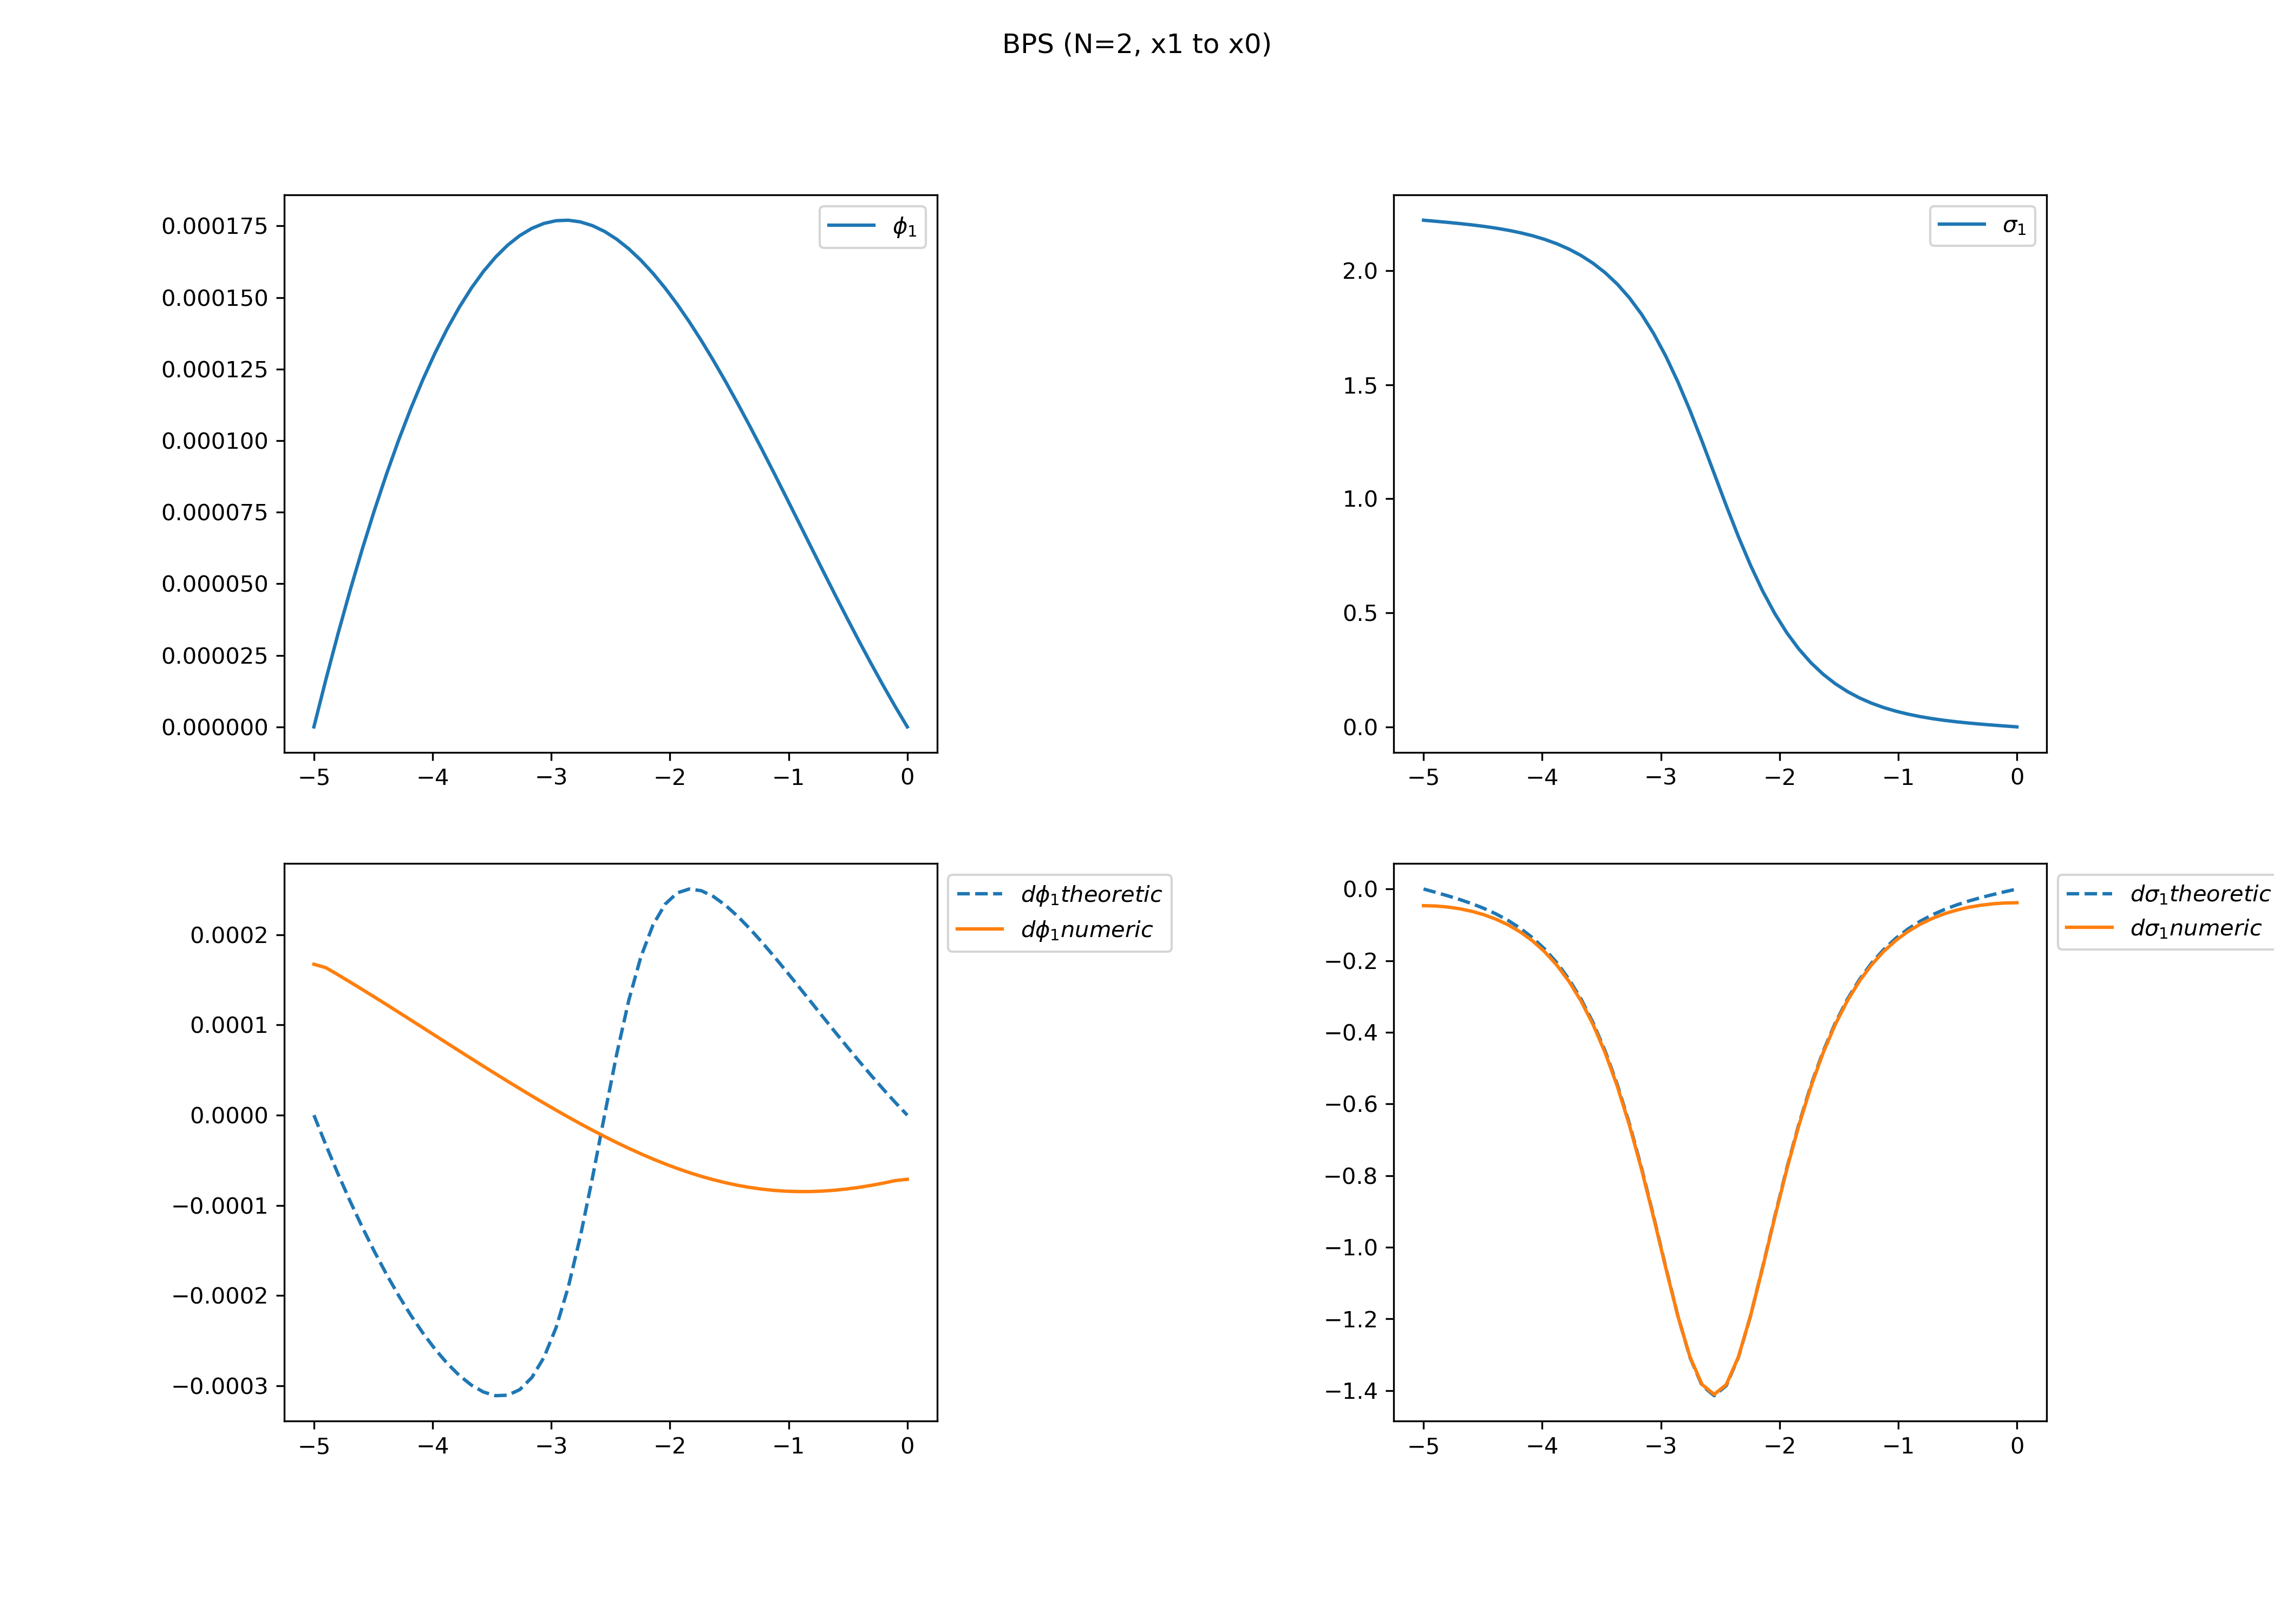 BPS (N=2, x1 to x0)
ϕ₁
0.000175
0.000150
0.000125
0.000100
0.000075
0.000050
0.000025
0.000000
−5 −4 −3 −2 −1 0
σ₁
2.0
1.5
1.0
0.5
0.0
−5 −4 −3 −2 −1 0
dϕ₁theoretic
dϕ₁numeric
0.0002
0.0001
0.0000
−0.0001
−0.0002
−0.0003
−5 −4 −3 −2 −1 0
dσ₁theoretic
dσ₁numeric
0.0
−0.2
−0.4
−0.6
−0.8
−1.0
−1.2
−1.4
−5 −4 −3 −2 −1 0